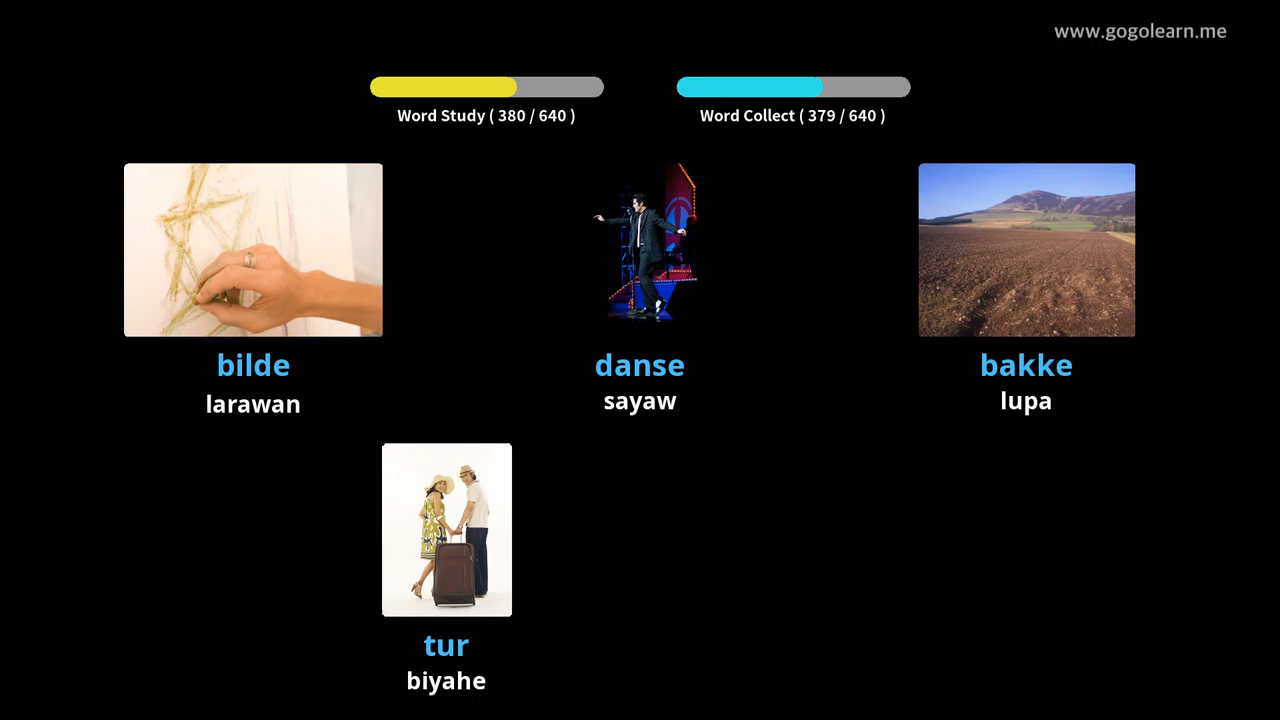 www.gogolearn.me
Word Study ( 380 / 640 )
Word Collect ( 379 / 640 )
bilde
larawan
danse
sayaw
bakke
lupa
tur
biyahe